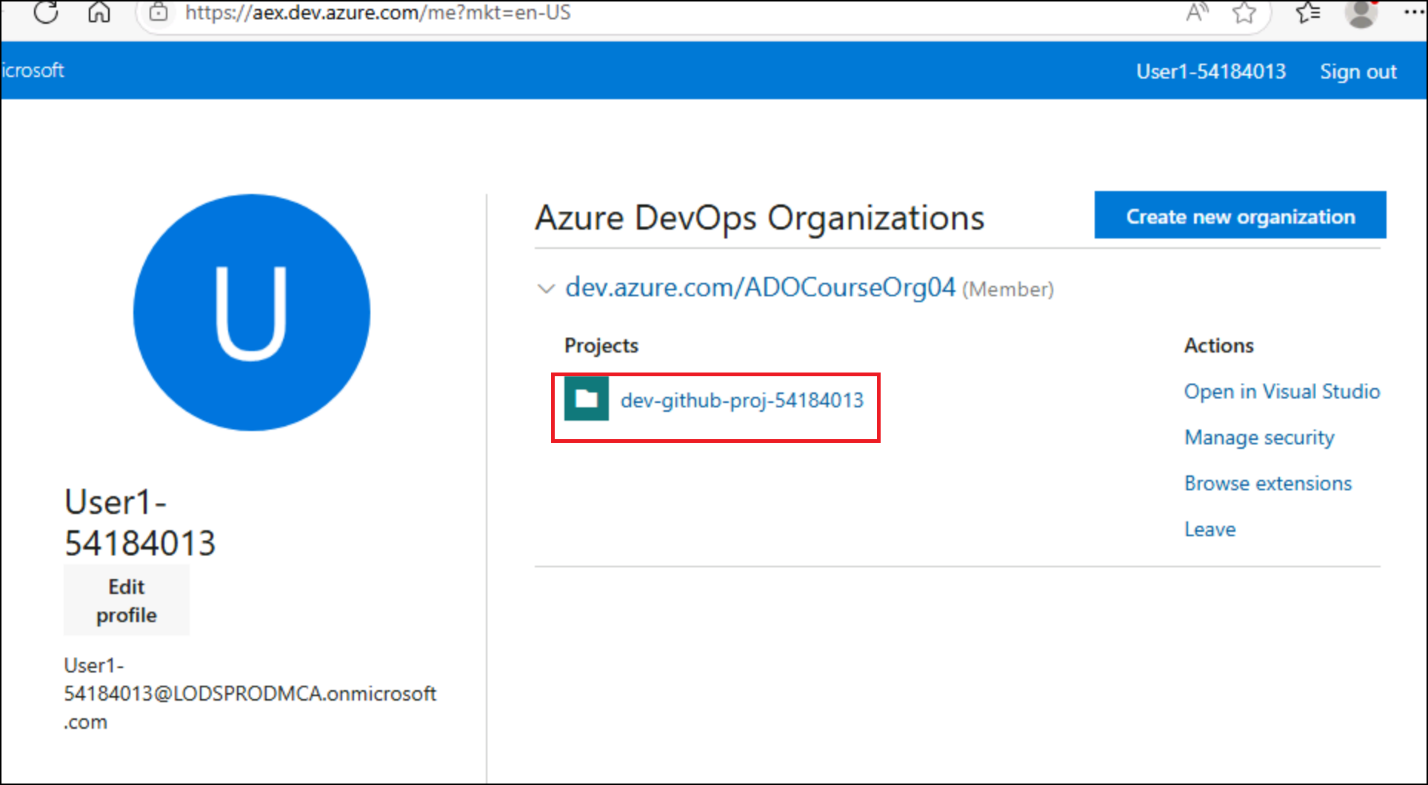 https://aex.dev.azure.com/me?mkt=en-US
icrosoft
User1-54184013
Sign out
U
User1-
54184013
Edit
profile
User1-
54184013@LODSPRODMCA.onmicrosoft
.com
Azure DevOps Organizations
Create new organization
dev.azure.com/ADOCourseOrg04 (Member)
Projects
dev-github-proj-54184013
Actions
Open in Visual Studio
Manage security
Browse extensions
Leave